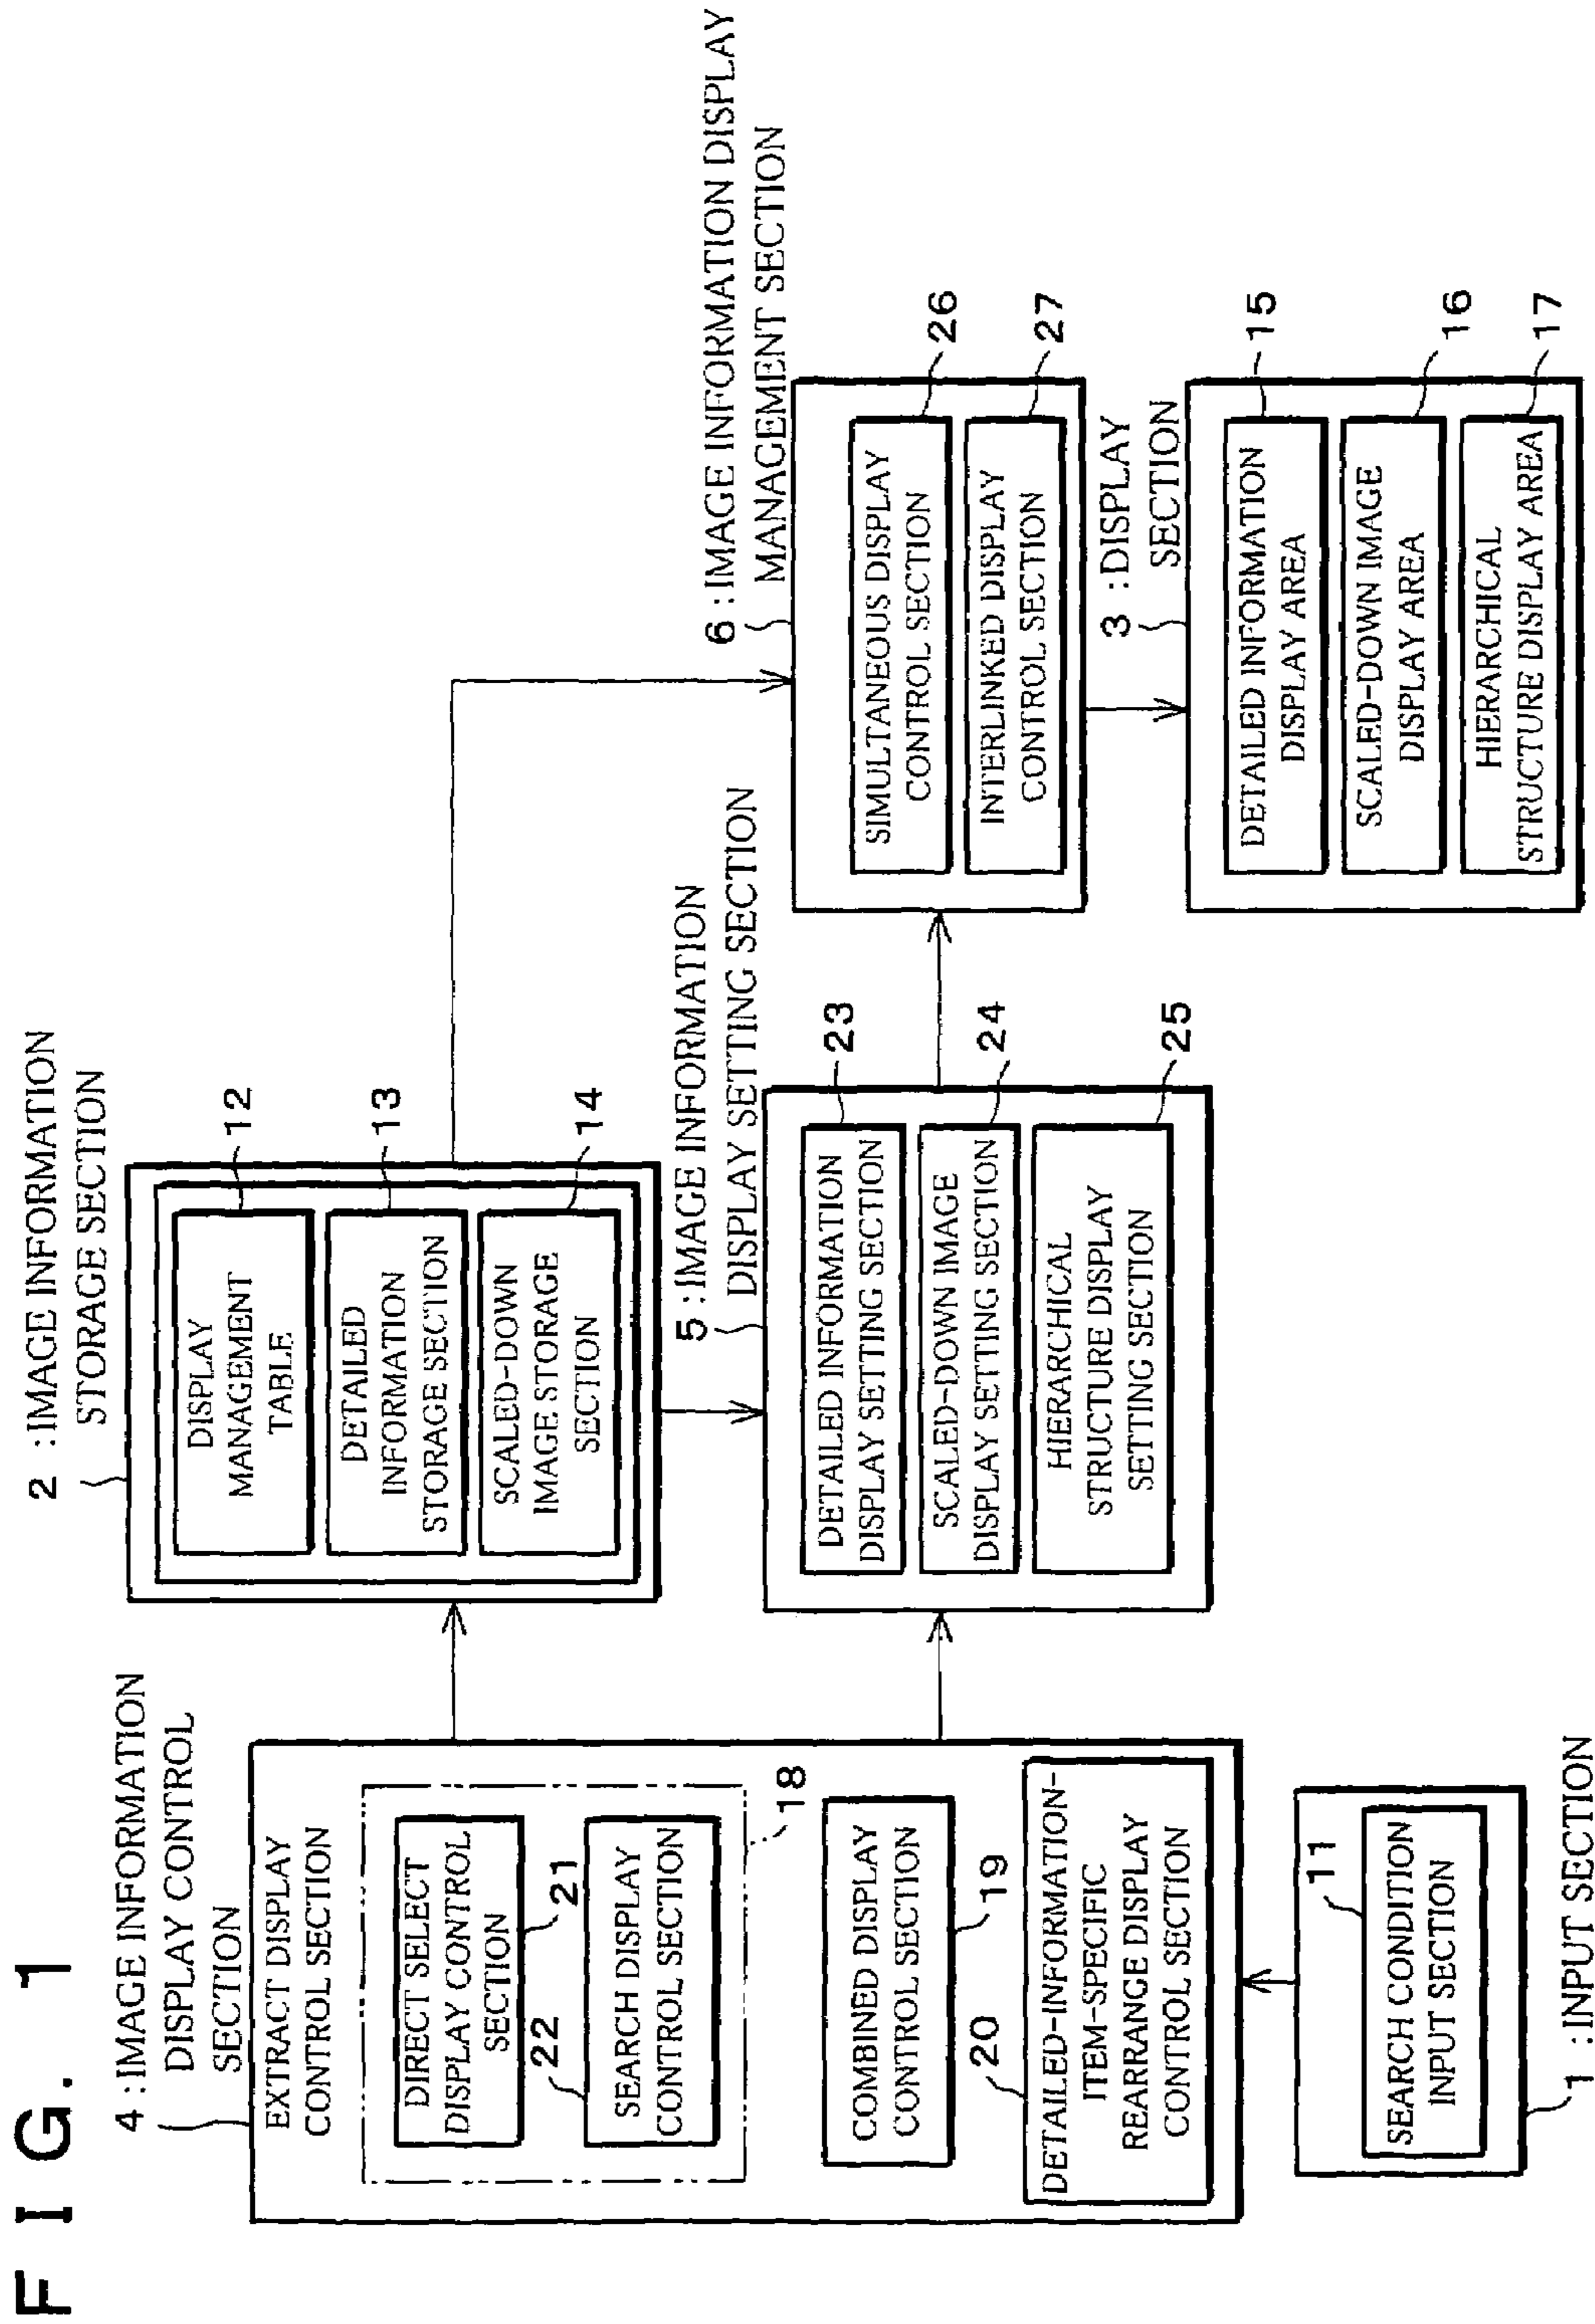 F I G. 1
4 :IMAGE INFORMATION
DISPLAY CONTROL
SECTION
EXTRACT DISPLAY
CONTROL SECTION
DIRECT SELECT
DISPLAY CONTROL
SECTION
21
22
SEARCH DISPLAY
CONTROL SECTION
18
COMBINED DISPLAY
CONTROL SECTION
19
20
DETAILED-INFORMATION-
ITEM-SPECIFIC
REARRANGE DISPLAY
CONTROL SECTION
11
SEARCH CONDITION
INPUT SECTION
1 :INPUT SECTION
2 :IMAGE INFORMATION
STORAGE SECTION
DISPLAY
MANAGEMENT
TABLE
12
DETAILED
INFORMATION
STORAGE SECTION
13
SCALED-DOWN
IMAGE STORAGE
SECTION
14
5 :IMAGE INFORMATION
DISPLAY SETTING SECTION
DETAILED INFORMATION
DISPLAY SETTING SECTION
23
SCALED-DOWN IMAGE
DISPLAY SETTING SECTION
24
HIERARCHICAL
STRUCTURE DISPLAY
SETTING SECTION
25
6 :IMAGE INFORMATION DISPLAY
MANAGEMENT SECTION
SIMULTANEOUS DISPLAY
CONTROL SECTION
26
INTERLINKED DISPLAY
CONTROL SECTION
27
3 :DISPLAY
SECTION
DETAILED INFORMATION
DISPLAY AREA
15
SCALED-DOWN IMAGE
DISPLAY AREA
16
HIERARCHICAL
STRUCTURE DISPLAY AREA
17